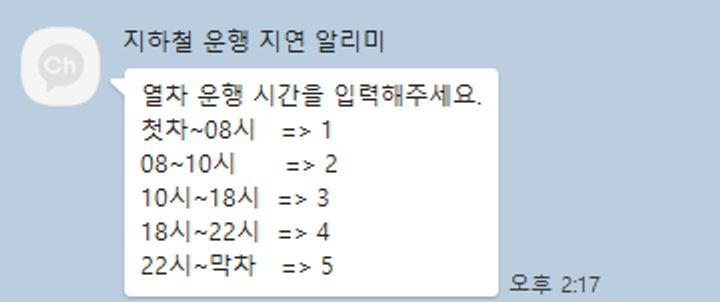 지하철 운행 지연 알리미
Ch
열차 운행 시간을 입력해주세요.
첫차~08시 => 1
08~10시 => 2
10시~18시 => 3
18시~22시 => 4
22시~막차 => 5
오후 2:17